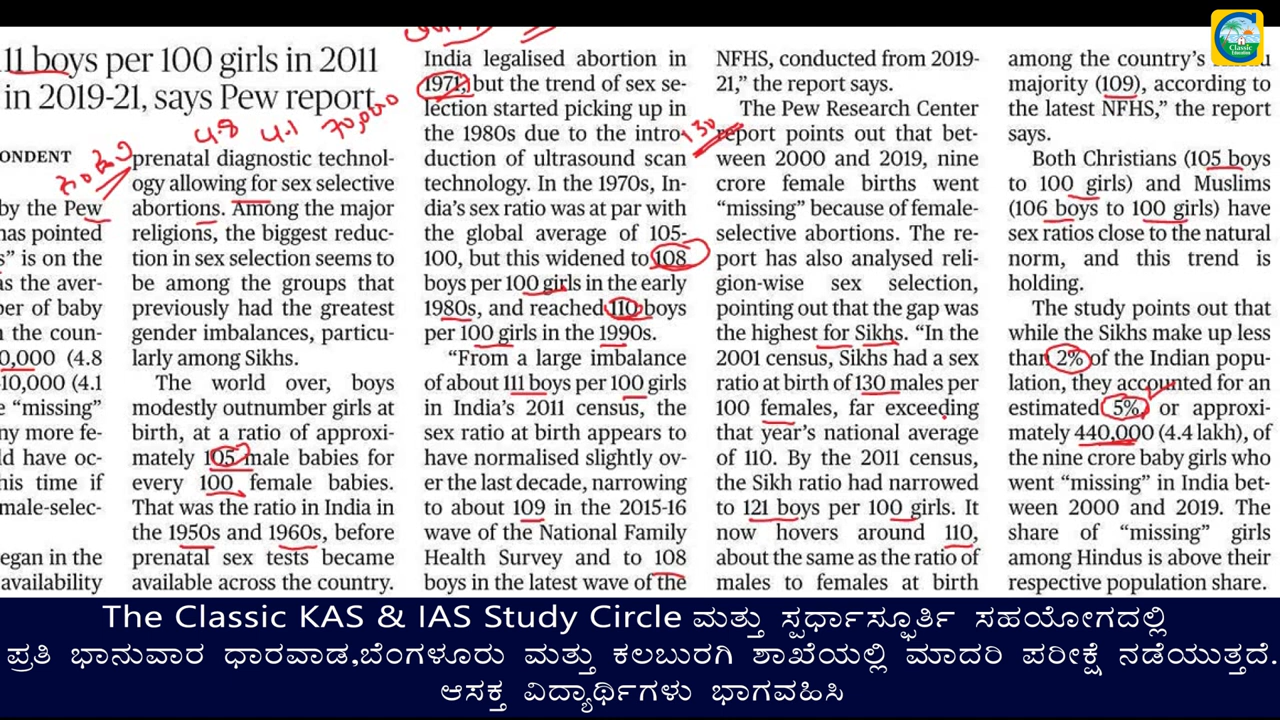 11 boys per 100 girls in 2011
in 2019-21, says Pew report
ONDENT
by the Pew
has pointed
s” is on the
as the aver-
ber of baby
n the coun-
0,000 (4.8
10,000 (4.1
e “missing”
ny more fe-
ld have oc-
his time if
male-selec-
egan in the
availability
4.8 4.1 70,000
prenatal diagnostic technol-
ogy allowing for sex selective
abortions. Among the major
religions, the biggest reduc-
tion in sex selection seems to
be among the groups that
previously had the greatest
gender imbalances, particu-
larly among Sikhs.
The world over, boys
modestly outnumber girls at
birth, at a ratio of approxi-
mately 105 male babies for
every 100 female babies.
That was the ratio in India in
the 1950s and 1960s, before
prenatal sex tests became
available across the country.
India legalised abortion in
1971, but the trend of sex se-
lection started picking up in
the 1980s due to the intro-
duction of ultrasound scan
technology. In the 1970s, In-
dia’s sex ratio was at par with
the global average of 105-
100, but this widened to 108
boys per 100 girls in the early
1980s, and reached 110 boys
per 100 girls in the 1990s.
“From a large imbalance
of about 111 boys per 100 girls
in India’s 2011 census, the
sex ratio at birth appears to
have normalised slightly ov-
er the last decade, narrowing
to about 109 in the 2015-16
wave of the National Family
Health Survey and to 108
boys in the latest wave of the
130
NFHS, conducted from 2019-
21,” the report says.
The Pew Research Center
report points out that bet-
ween 2000 and 2019, nine
crore female births went
“missing” because of female-
selective abortions. The re-
port has also analysed reli-
gion-wise sex selection,
pointing out that the gap was
the highest for Sikhs. “In the
2001 census, Sikhs had a sex
ratio at birth of 130 males per
100 females, far exceeding
that year’s national average
of 110. By the 2011 census,
the Sikh ratio had narrowed
to 121 boys per 100 girls. It
now hovers around 110,
about the same as the ratio of
males to females at birth
among the country’s
majority (109), according to
the latest NFHS,” the report
says.
Both Christians (105 boys
to 100 girls) and Muslims
(106 boys to 100 girls) have
sex ratios close to the natural
norm, and this trend is
holding.
The study points out that
while the Sikhs make up less
than 2% of the Indian popu-
lation, they accounted for an
estimated 5%, or approxi-
mately 440,000 (4.4 lakh), of
the nine crore baby girls who
went “missing” in India bet-
ween 2000 and 2019. The
share of “missing” girls
among Hindus is above their
respective population share.
Classic
Education
The Classic KAS & IAS Study Circle ಮತ್ತು ಸ್ಪರ್ಧಾಸ್ಫೂರ್ತಿ ಸಹಯೋಗದಲ್ಲಿ
ಪ್ರತಿ ಭಾನುವಾರ ಧಾರವಾಡ,ಬೆಂಗಳೂರು ಮತ್ತು ಕಲಬುರಗಿ ಶಾಖೆಯಲ್ಲಿ ಮಾದರಿ ಪರೀಕ್ಷೆ ನಡೆಯುತ್ತದೆ.
ಆಸಕ್ತ ವಿದ್ಯಾರ್ಥಿಗಳು ಭಾಗವಹಿಸಿ